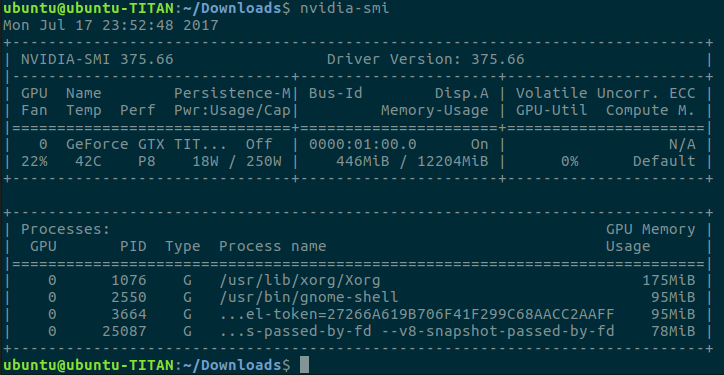 ubuntu@ubuntu-TITAN:~/Downloads$ nvidia-smi
Mon Jul 17 23:52:48 2017
+-----------------------------------------------------------------------------+
| NVIDIA-SMI 375.66                 Driver Version: 375.66                    |
|-------------------------------+----------------------+----------------------+
| GPU  Name        Persistence-M| Bus-Id        Disp.A | Volatile Uncorr. ECC |
| Fan  Temp  Perf  Pwr:Usage/Cap|         Memory-Usage | GPU-Util  Compute M. |
|===============================+======================+======================|
|   0  GeForce GTX TIT...  Off  | 0000:01:00.0      On |                  N/A |
| 22%   42C    P8    18W / 250W |    446MiB / 12204MiB |      0%      Default |
+-------------------------------+----------------------+----------------------+

+-----------------------------------------------------------------------------+
| Processes:                                                       GPU Memory |
|  GPU       PID  Type  Process name                               Usage      |
|=============================================================================|
|    0      1076    G   /usr/lib/xorg/Xorg                             175MiB |
|    0      2550    G   /usr/bin/gnome-shell                            95MiB |
|    0      3664    G   ...el-token=27266A619B706F41F299C68AACC2AAFF    95MiB |
|    0     25087    G   ...s-passed-by-fd --v8-snapshot-passed-by-fd    78MiB |
+-----------------------------------------------------------------------------+
ubuntu@ubuntu-TITAN:~/Downloads$